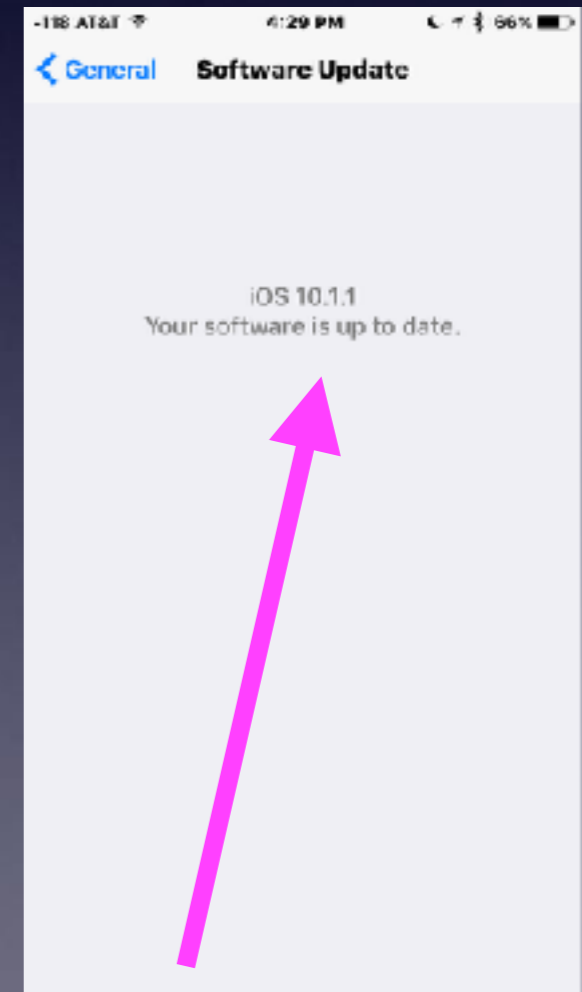 -118 AT&T 4:29 PM 66%
General Software Update
iOS 10.1.1
Your software is up to date.